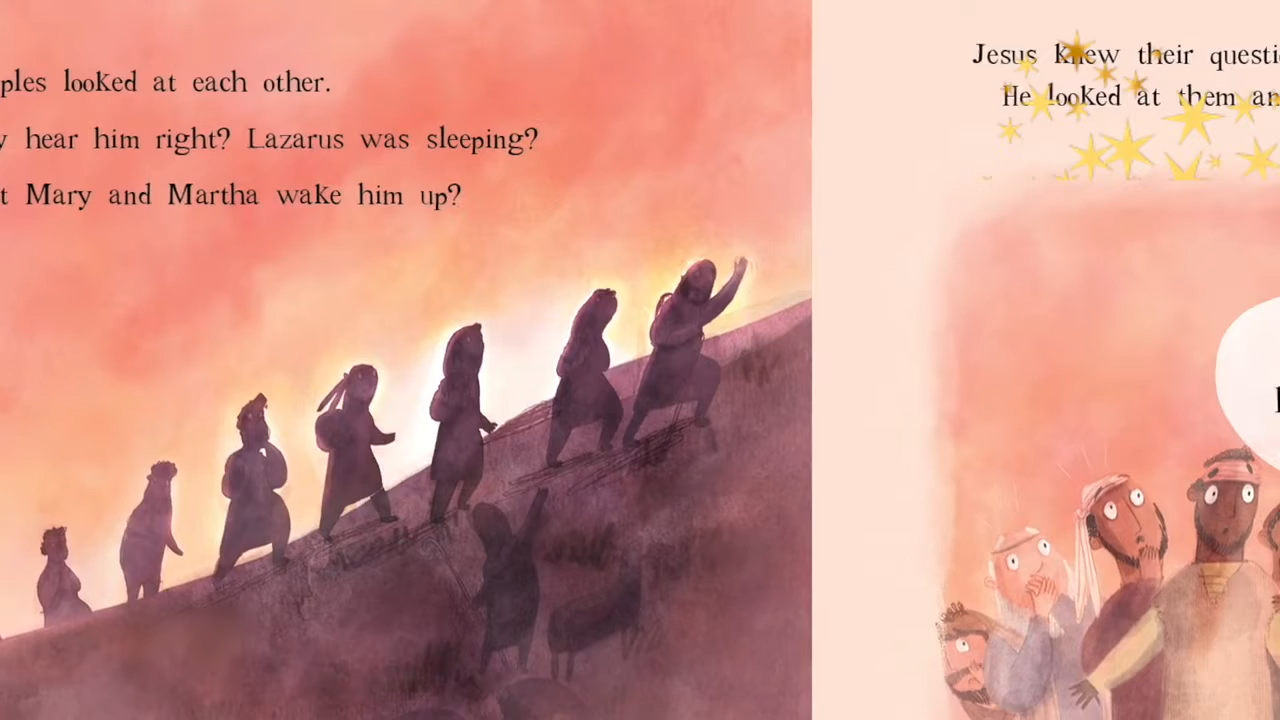 ples looked at each other.
y hear him right? Lazarus was sleeping?
t Mary and Martha wake him up?
Jesus knew their questi
He looked at them an